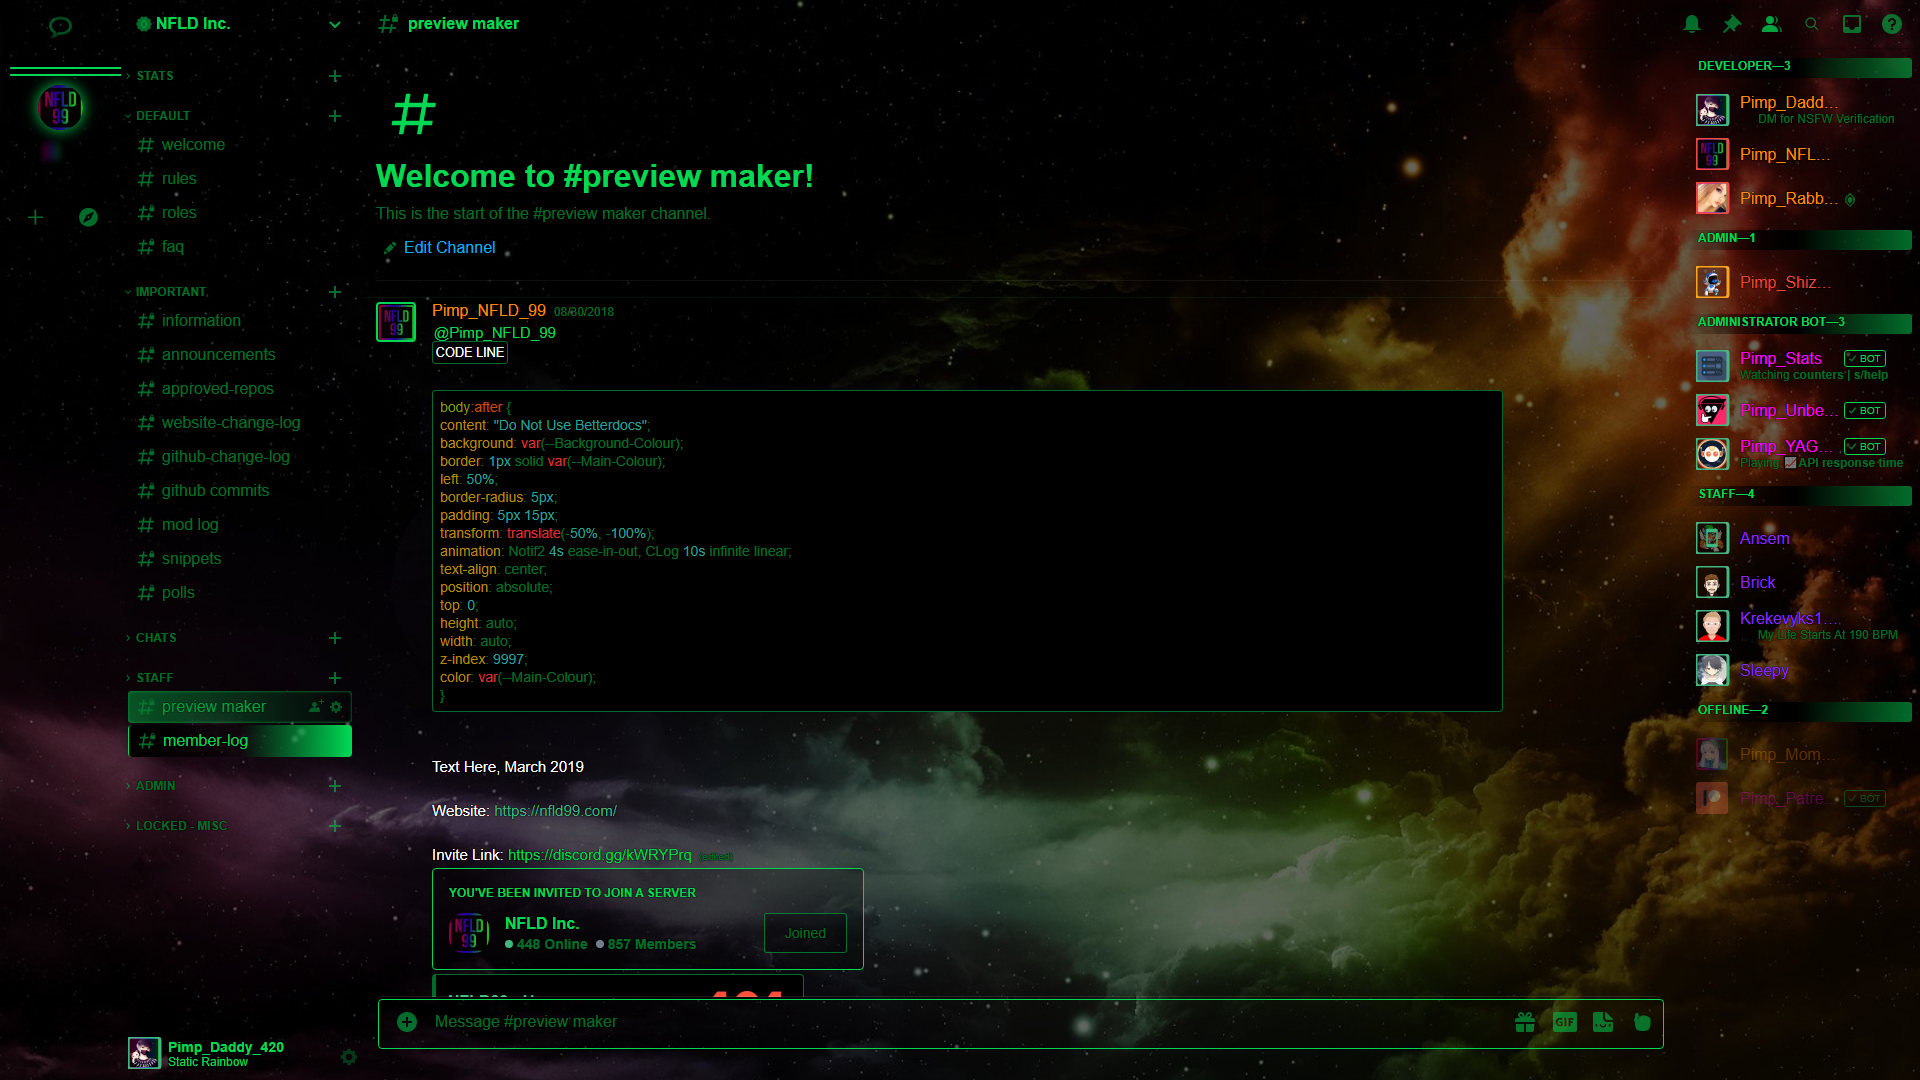 NFLD Inc.
preview maker
STATS
NFLD
99
DEFAULT
welcome
rules
roles
faq
IMPORTANT
information
announcements
approved-repos
website-change-log
github-change-log
github commits
mod log
snippets
polls
CHATS
STAFF
preview maker
member-log
ADMIN
LOCKED - MISC
Pimp_Daddy_420
Static Rainbow
#
Welcome to #preview maker!
This is the start of the #preview maker channel.
Edit Channel
NFLD
99
Pimp_NFLD_99 08/30/2018
@Pimp_NFLD_99
CODE LINE
body:after {
content: "Do Not Use Betterdocs";
background: var(--Background-Colour);
border: 1px solid var(--Main-Colour);
left: 50%;
border-radius: 5px;
padding: 5px 15px;
transform: translate(-50%, -100%);
animation: Notif2 4s ease-in-out, CLog 10s infinite linear;
text-align: center;
position: absolute;
top: 0;
height: auto;
width: auto;
z-index: 9997;
color: var(--Main-Colour);
}
Text Here, March 2019
Website: https://nfld99.com/
Invite Link: https://discord.gg/kWRYPrq (edited)
YOU'VE BEEN INVITED TO JOIN A SERVER
NFLD
99
NFLD Inc.
448 Online 857 Members
Joined
Message #preview maker
GIF
DEVELOPER—3
Pimp_Dadd...
DM for NSFW Verification
NFLD
99
Pimp_NFL...
Pimp_Rabb...
ADMIN—1
Pimp_Shiz...
ADMINISTRATOR BOT—3
Pimp_Stats BOT
Watching counters | s/help
Pimp_Unbe... BOT
Pimp_YAG... BOT
Playing API response time
STAFF—4
Ansem
Brick
Krekevyks1...
My Life Starts At 190 BPM
Sleepy
OFFLINE—2
Pimp_Mom...
Pimp_Patre... BOT